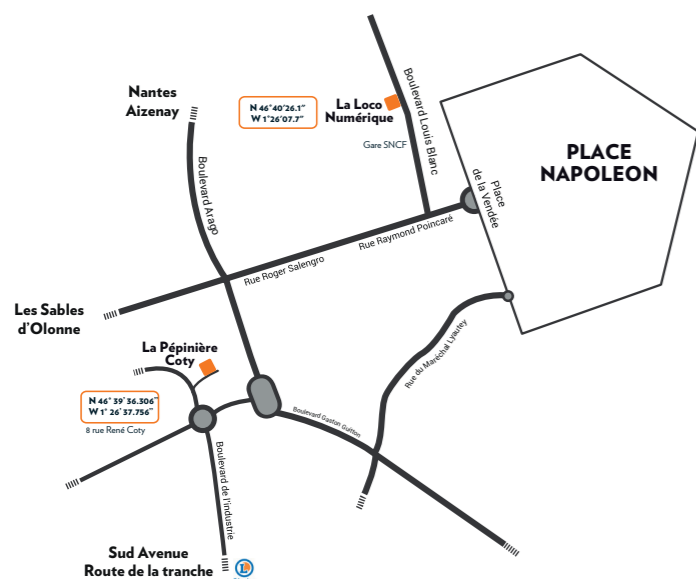 Nantes
Aizenay
N 46°40'26.1"
W 1°26'07.7"
La Loco
Numérique
Gare SNCF
Boulevard Louis Blanc
Boulevard Arago
PLACE
NAPOLEON
Place
de la Vendée
Rue Raymond Poincaré
Rue Roger Salengro
Les Sables
d'Olonne
La Pépinière
Coty
N 46° 39' 36.306"
W 1° 26' 37.756"
8 rue René Coty
Rue du Maréchal Lyautey
Boulevard Gaston Guitton
Boulevard de l'industrie
Sud Avenue
Route de la tranche
L